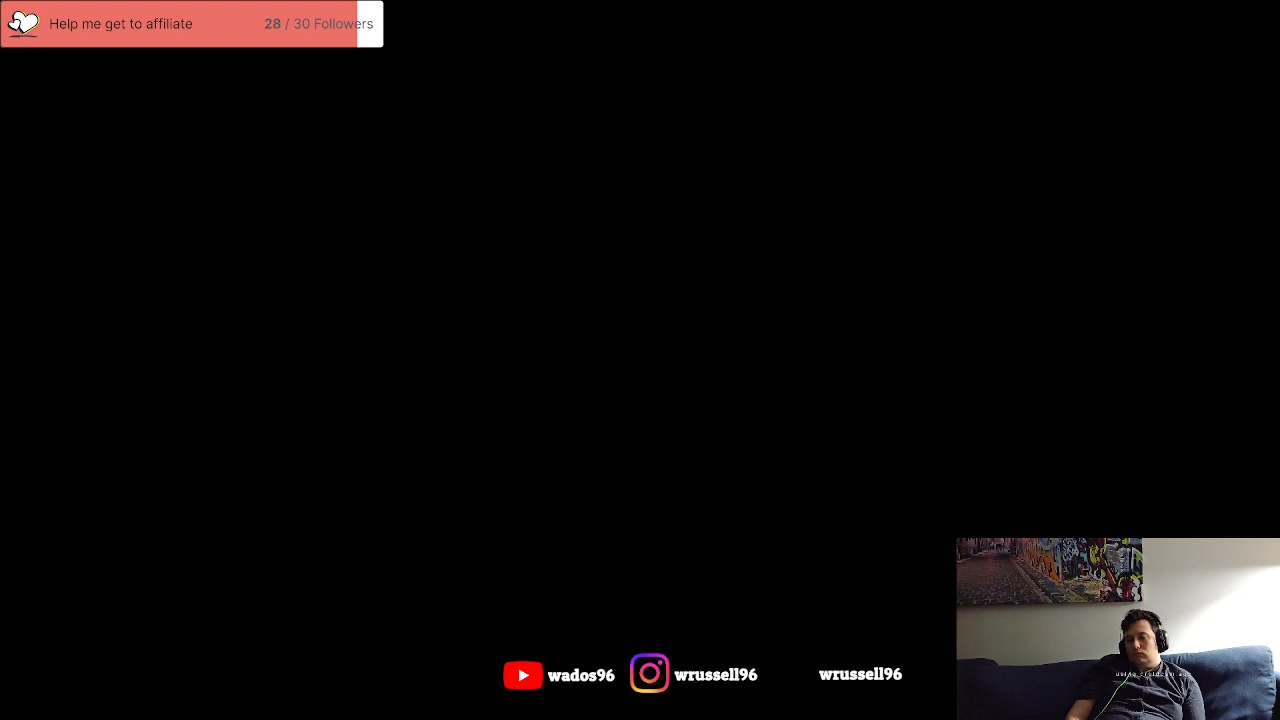 Help me get to affiliate 28 / 30 Followers
wados96 wrussell96 wrussell96